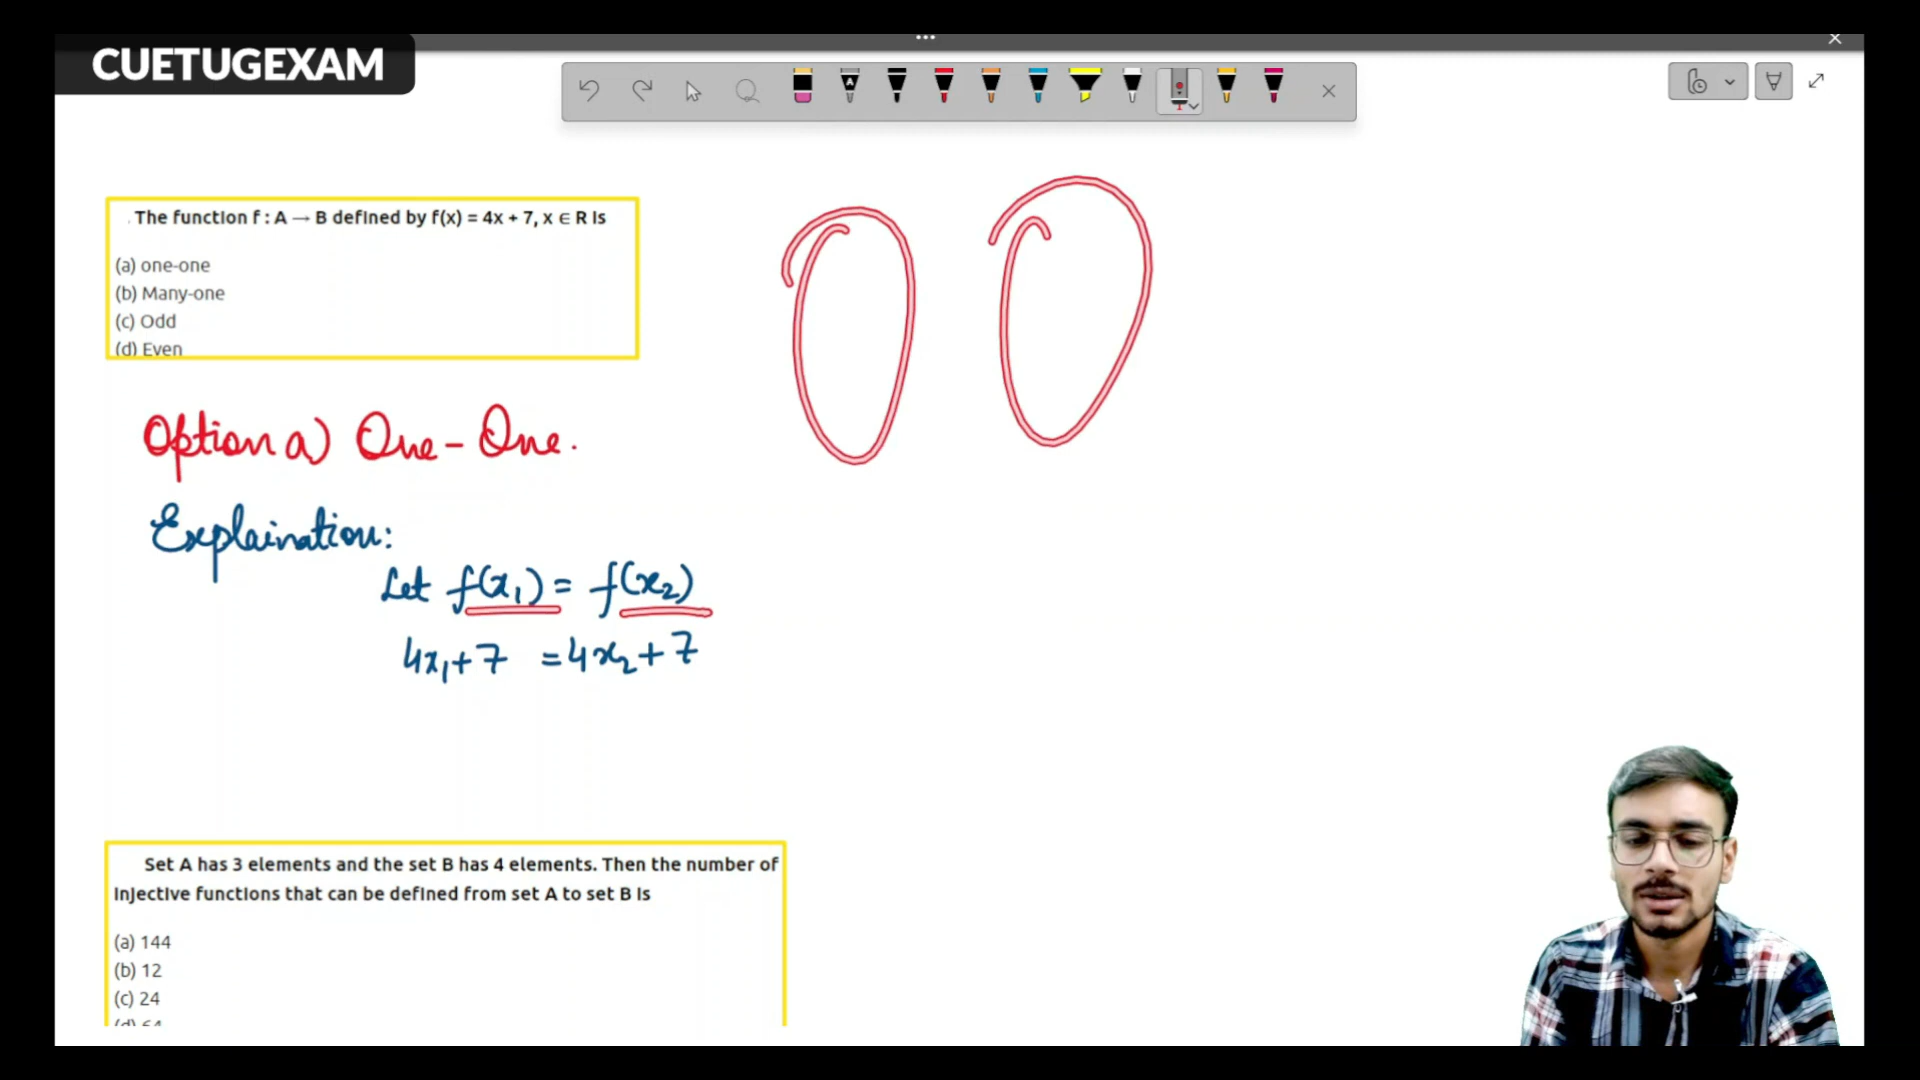 CUETUGEXAM
The function f : A → B defined by f(x) = 4x + 7, x ∈ R is
(a) one-one
(b) Many-one
(c) Odd
(d) Even
Option a) One-One.
Explaination:
Let f(x₁) = f(x₂)
4x₁+7 = 4x₂+7
Set A has 3 elements and the set B has 4 elements. Then the number of
injective functions that can be defined from set A to set B is
(a) 144
(b) 12
(c) 24
(d) 64